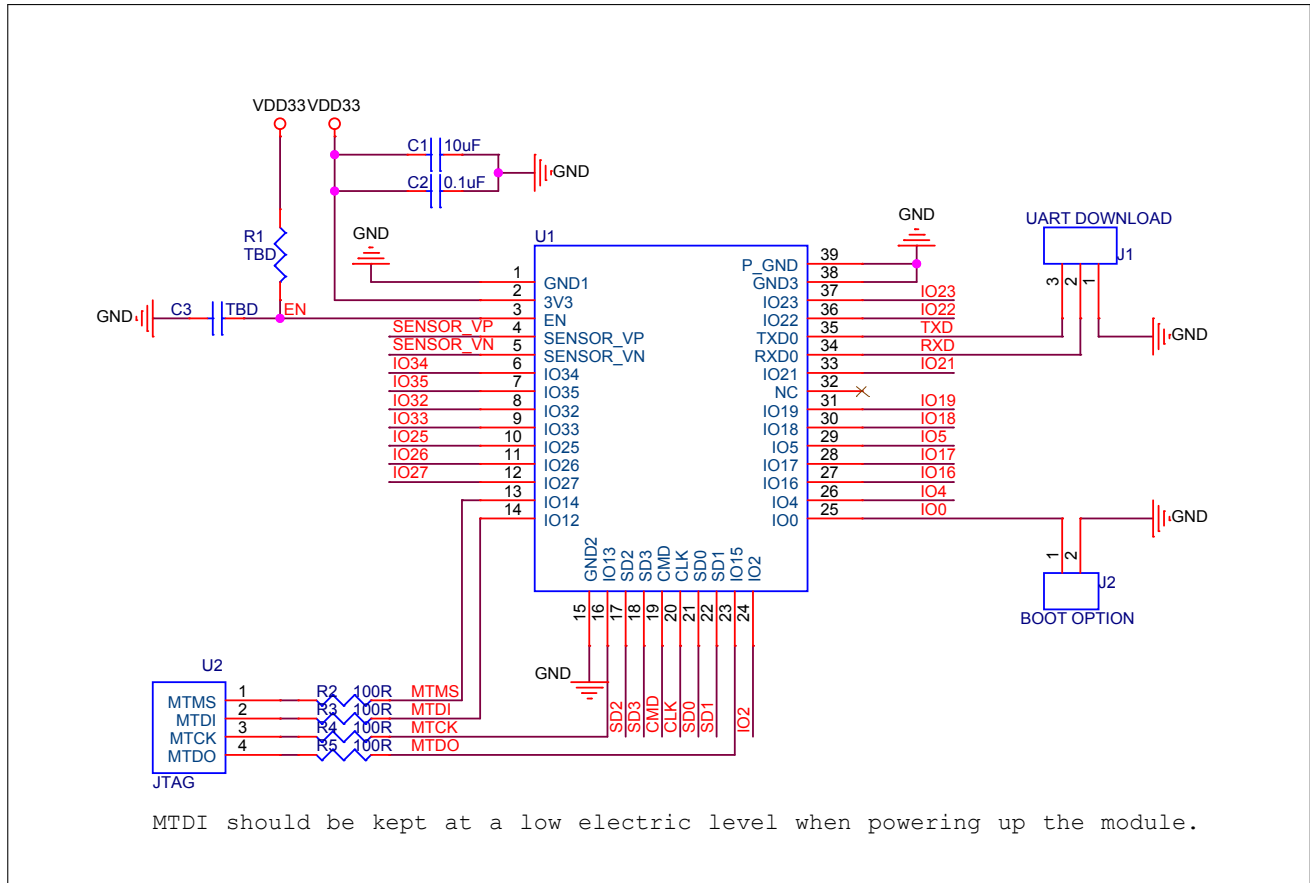 VDD33 VDD33
C1 10uF
C2 0.1uF
GND
R1
TBD
GND
GND
C3 TBD EN
U1
1 GND1
2 3V3
3 EN
SENSOR_VP 4 SENSOR_VP
SENSOR_VN 5 SENSOR_VN
IO34 6 IO34
IO35 7 IO35
IO32 8 IO32
IO33 9 IO33
IO25 10 IO25
IO26 11 IO26
IO27 12 IO27
13 IO14
14 IO12
GND
P_GND 39
GND3 38
IO23 37 IO23
IO22 36 IO22
TXD0 35 TXD
RXD0 34 RXD
IO21 33 IO21
NC 32
IO19 31 IO19
IO18 30 IO18
IO5 29 IO5
IO17 28 IO17
IO16 27 IO16
IO4 26 IO4
IO0 25 IO0
UART DOWNLOAD
J1
3 2 1
GND
GND
1 2
J2
BOOT OPTION
GND2 IO13 SD2 SD3 CMD CLK SD0 SD1 IO15 IO2
15 16 17 18 19 20 21 22 23 24
GND
SD2 SD3 CMD CLK SD0 SD1 IO2
U2
MTMS 1 R2 100R MTMS
MTDI 2 R3 100R MTDI
MTCK 3 R4 100R MTCK
MTDO 4 R5 100R MTDO
JTAG
MTDI should be kept at a low electric level when powering up the module.